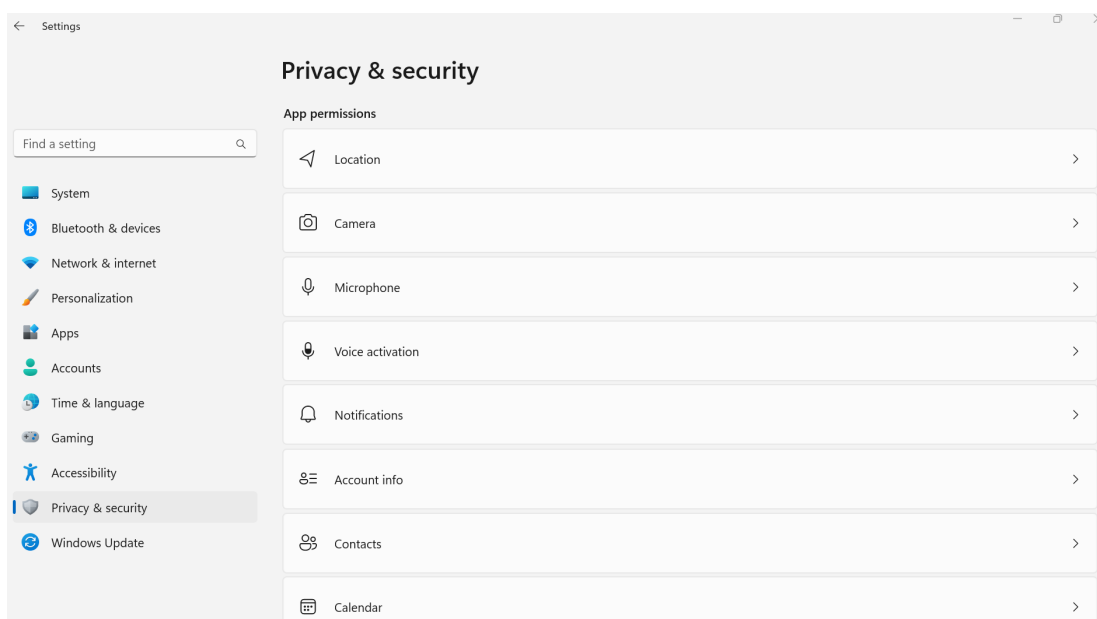 Settings
Privacy & security
App permissions
Find a setting
System
Bluetooth & devices
Network & internet
Personalization
Apps
Accounts
Time & language
Gaming
Accessibility
Privacy & security
Windows Update
Location
Camera
Microphone
Voice activation
Notifications
Account info
Contacts
Calendar